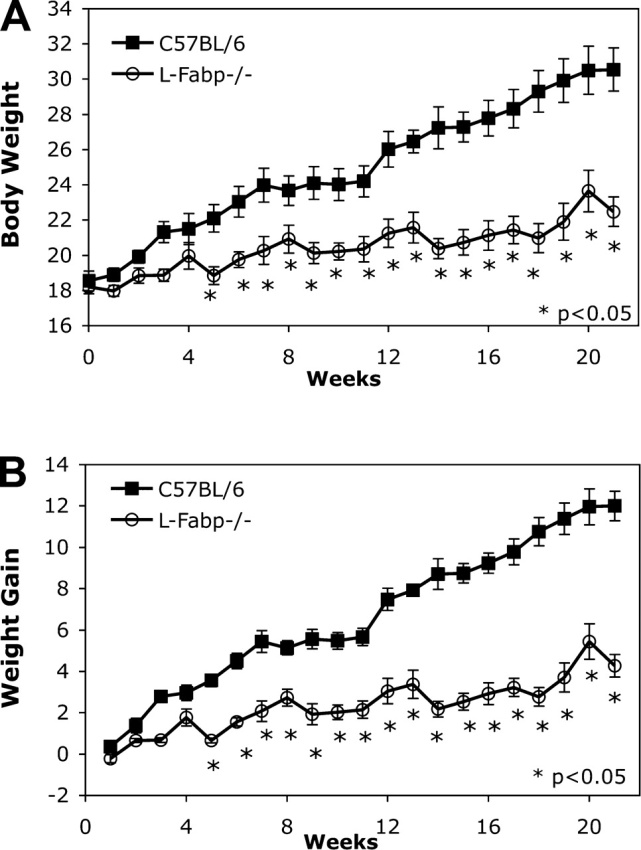 A
34
32
30
28
26
24
22
20
18
16
Body Weight
C57BL/6
L-Fabp-/-
* * * * * * * * * * * * * * * * *
* p<0.05
0 4 8 12 16 20
Weeks
B
14
12
10
8
6
4
2
0
-2
Weight Gain
C57BL/6
L-Fabp-/-
* * * * * * * * * * * * * * * * *
* p<0.05
0 4 8 12 16 20
Weeks